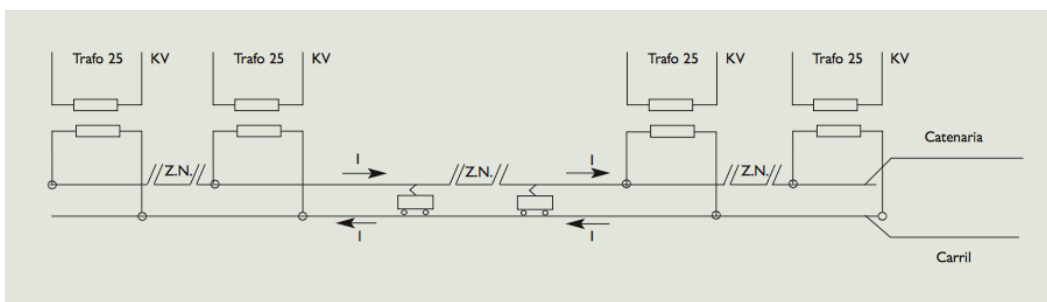 Trafo 25 KV Trafo 25 KV Trafo 25 KV Trafo 25 KV
Catenaria
I I
Z.N. Z.N. Z.N.
I I
Carril